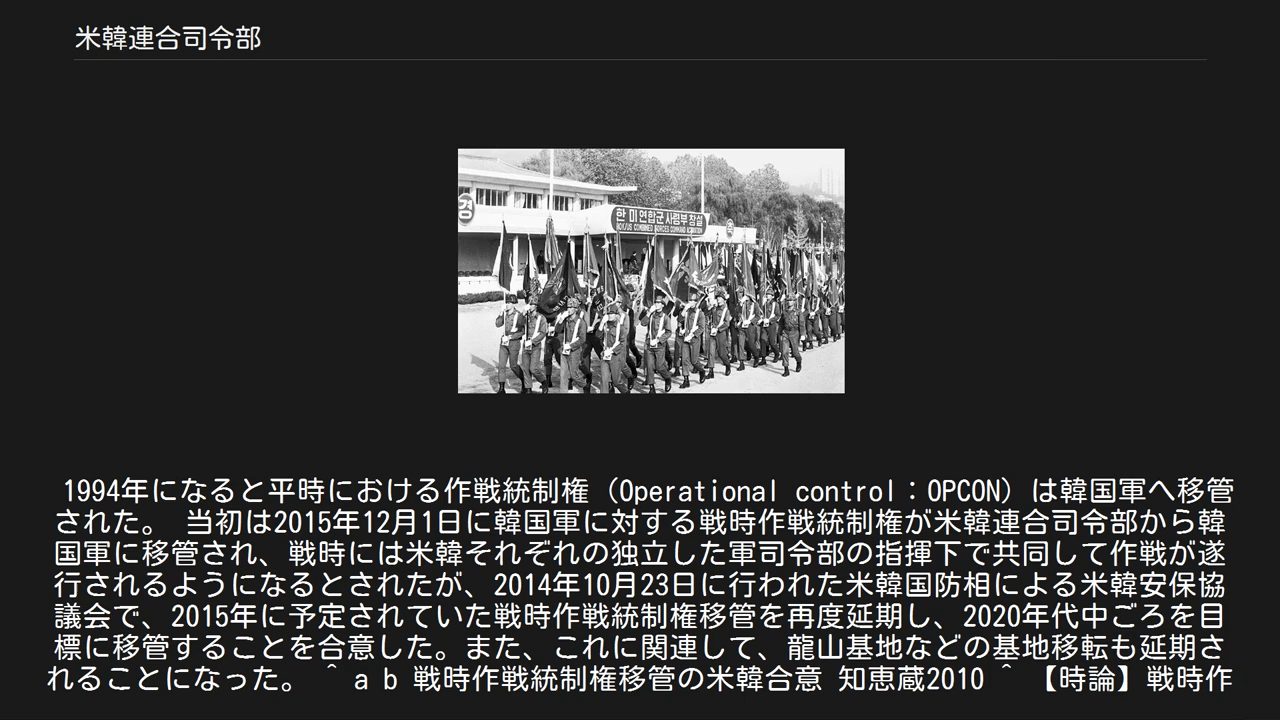 米韓連合司令部
경
한미연합군사령부창설
ROK/US COMBINED FORCES COMMAND ACTIVATION
축
1994年になると平時における作戦統制権（Operational control：OPCON）は韓国軍へ移管
された。 当初は2015年12月1日に韓国軍に対する戦時作戦統制権が米韓連合司令部から韓
国軍に移管され、戦時には米韓それぞれの独立した軍司令部の指揮下で共同して作戦が遂
行されるようになるとされたが、2014年10月23日に行われた米韓国防相による米韓安保協
議会で、2015年に予定されていた戦時作戦統制権移管を再度延期し、2020年代中ごろを目
標に移管することを合意した。また、これに関連して、龍山基地などの基地移転も延期さ
れることになった。 ^ a b 戦時作戦統制権移管の米韓合意 知恵蔵2010 ^ 【時論】戦時作